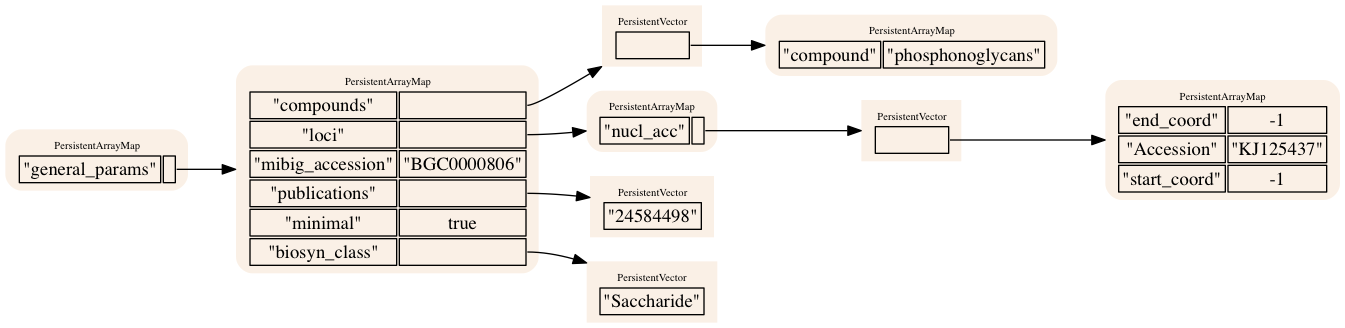 PersistentArrayMap
"general_params"
PersistentArrayMap
"compounds"
"loci"
"mibig_accession" "BGC0000806"
"publications"
"minimal" true
"biosyn_class"
PersistentVector
PersistentArrayMap
"compound" "phosphonoglycans"
PersistentArrayMap
"nucl_acc"
PersistentVector
PersistentArrayMap
"end_coord" -1
"Accession" "KJ125437"
"start_coord" -1
PersistentVector
"24584498"
PersistentVector
"Saccharide"